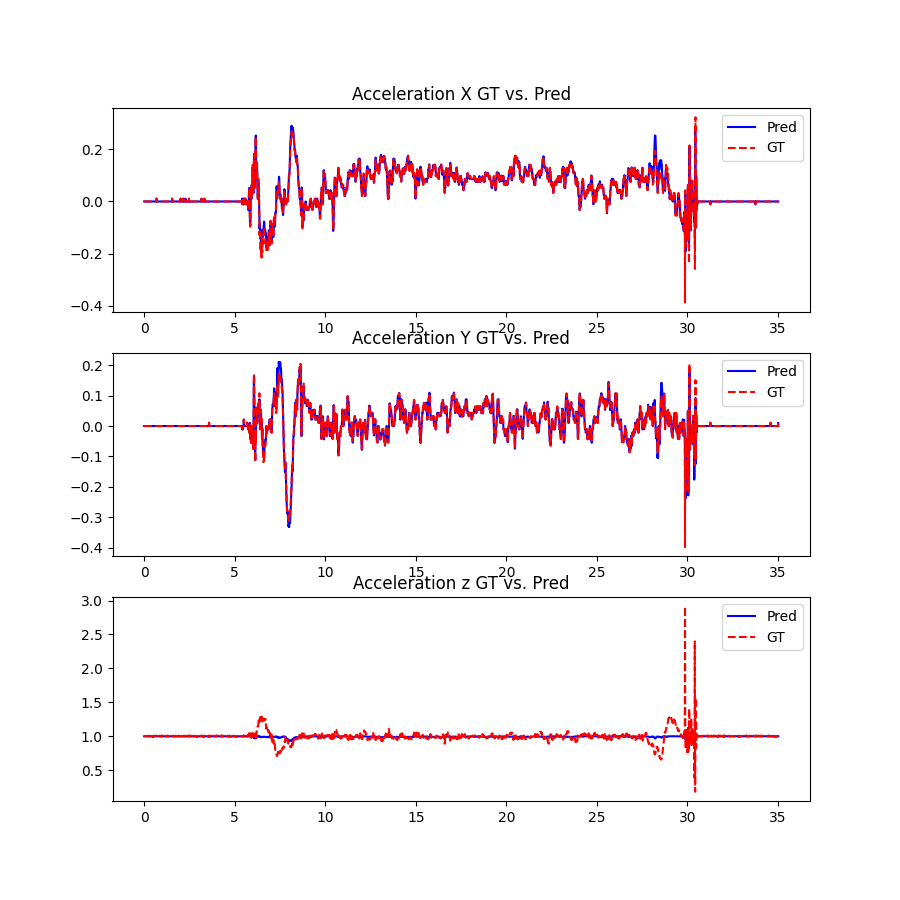 Acceleration X GT vs. Pred
0.2
0.0
−0.2
−0.4
Pred
GT
0 5 10 15 20 25 30 35
Acceleration Y GT vs. Pred
0.2
0.1
0.0
−0.1
−0.2
−0.3
−0.4
Pred
GT
0 5 10 15 20 25 30 35
Acceleration z GT vs. Pred
3.0
2.5
2.0
1.5
1.0
0.5
Pred
GT
0 5 10 15 20 25 30 35